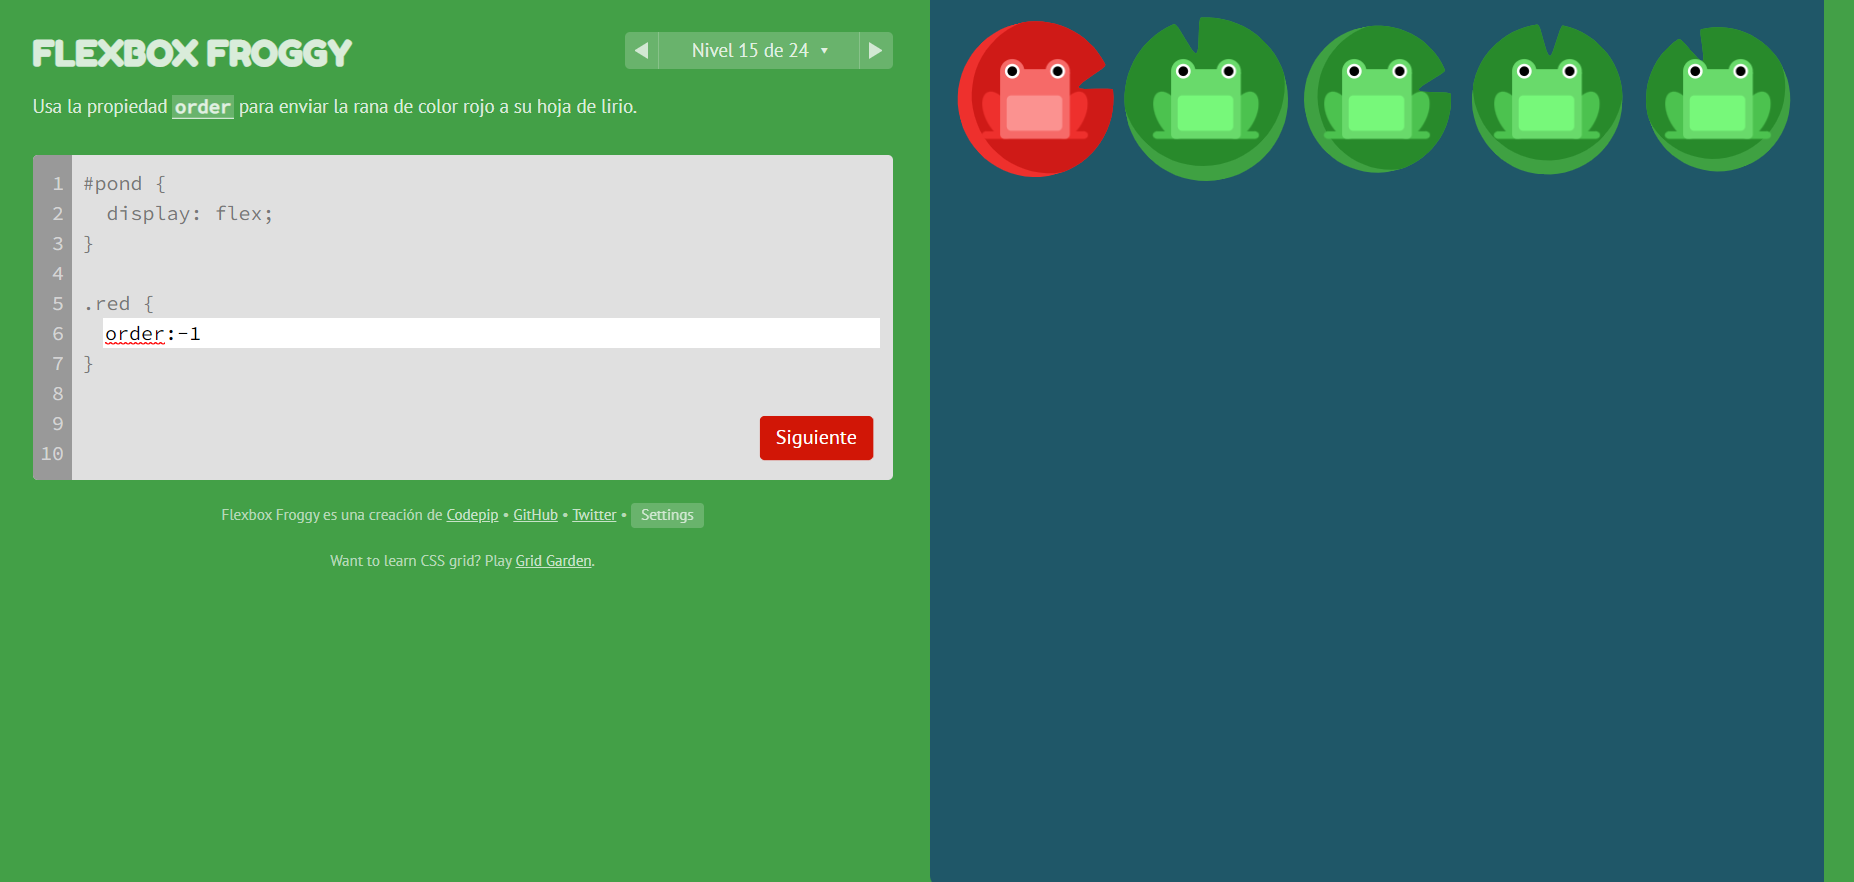 FLEXBOX FROGGY
Nivel 15 de 24
Usa la propiedad order para enviar la rana de color rojo a su hoja de lirio.
1 #pond {
2 display: flex;
3 }
4
5 .red {
6 order:-1
7 }
8
9
10
Siguiente
Flexbox Froggy es una creación de Codepip • GitHub • Twitter • Settings
Want to learn CSS grid? Play Grid Garden.